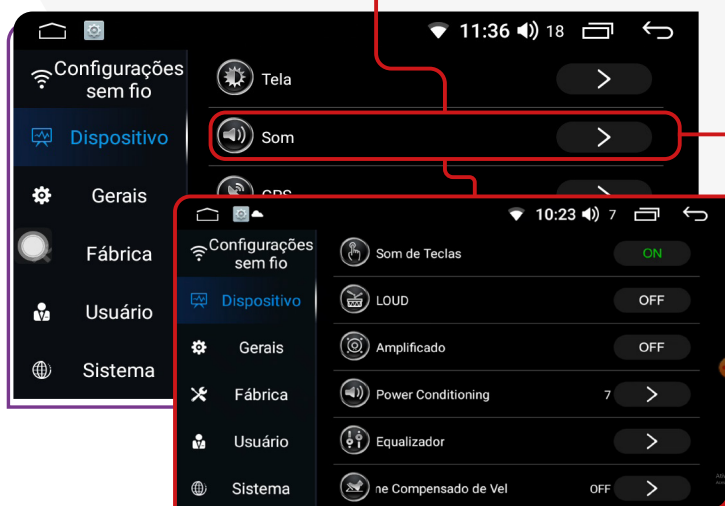 11:36 18
Configurações
sem fio
Tela
Dispositivo
Som
Gerais
GPS
10:23 7
Fábrica
Configurações
sem fio
Som de Teclas
ON
Usuário
Dispositivo
LOUD
OFF
Sistema
Gerais
Amplificado
OFF
Fábrica
Power Conditioning
7
Usuário
Equalizador
Sistema
ne Compensado de Vel
OFF